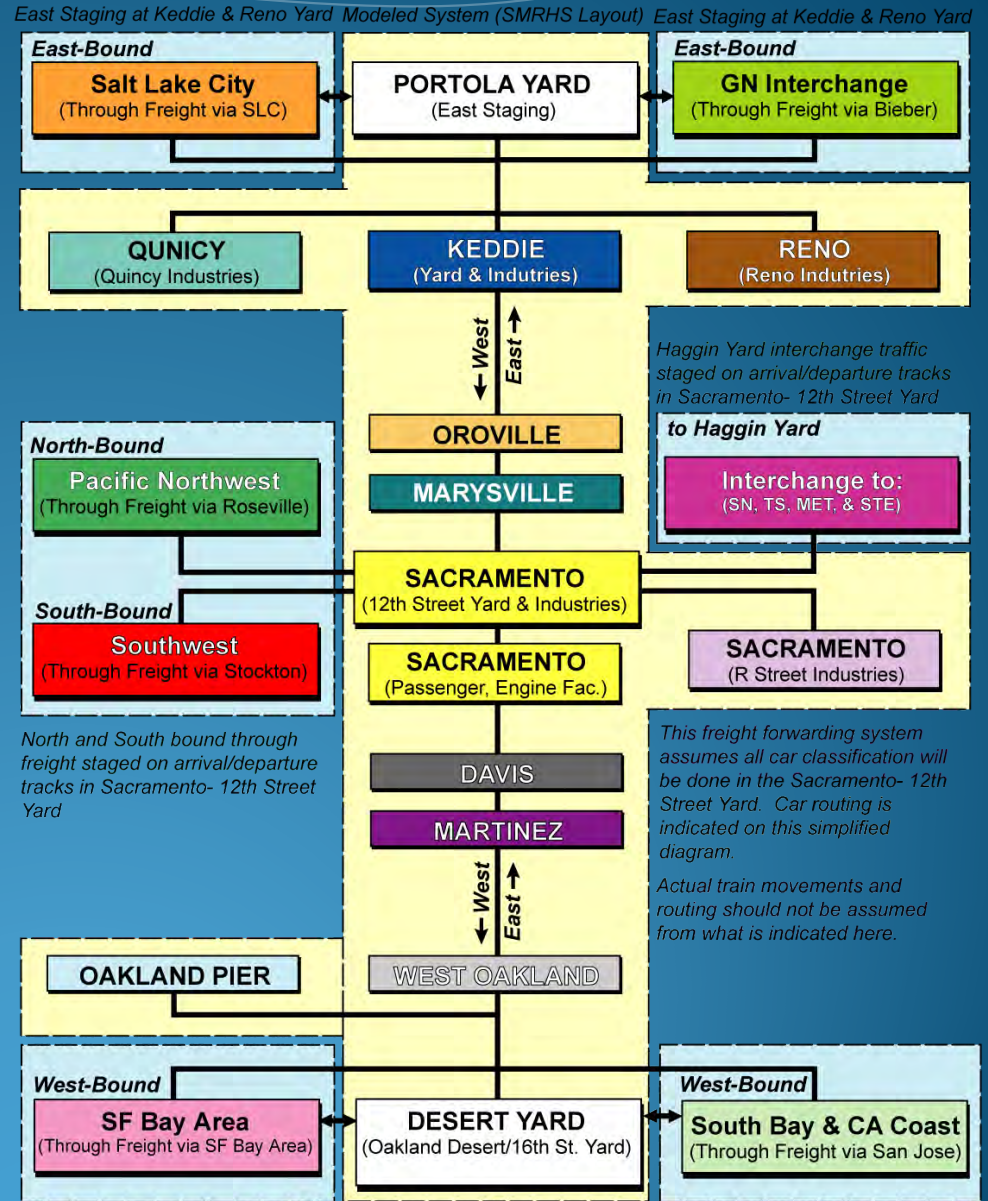 East Staging at Keddie & Reno Yard
Modeled System (SMRHS Layout)
East Staging at Keddie & Reno Yard
East-Bound
Salt Lake City
(Through Freight via SLC)
PORTOLA YARD
(East Staging)
East-Bound
GN Interchange
(Through Freight via Bieber)
QUNICY
(Quincy Industries)
KEDDIE
(Yard & Indutries)
RENO
(Reno Indutries)
West
East
Haggin Yard interchange traffic
staged on arrival/departure tracks
in Sacramento- 12th Street Yard
OROVILLE
to Haggin Yard
North-Bound
Pacific Northwest
(Through Freight via Roseville)
MARYSVILLE
Interchange to:
(SN, TS, MET, & STE)
SACRAMENTO
(12th Street Yard & Industries)
South-Bound
Southwest
(Through Freight via Stockton)
SACRAMENTO
(Passenger, Engine Fac.)
SACRAMENTO
(R Street Industries)
North and South bound through
freight staged on arrival/departure
tracks in Sacramento- 12th Street
Yard
DAVIS
MARTINEZ
This freight forwarding system
assumes all car classification will
be done in the Sacramento- 12th
Street Yard.  Car routing is
indicated on this simplified
diagram.
Actual train movements and
routing should not be assumed
from what is indicated here.
West
East
OAKLAND PIER
WEST OAKLAND
West-Bound
SF Bay Area
(Through Freight via SF Bay Area)
DESERT YARD
(Oakland Desert/16th St. Yard)
West-Bound
South Bay & CA Coast
(Through Freight via San Jose)